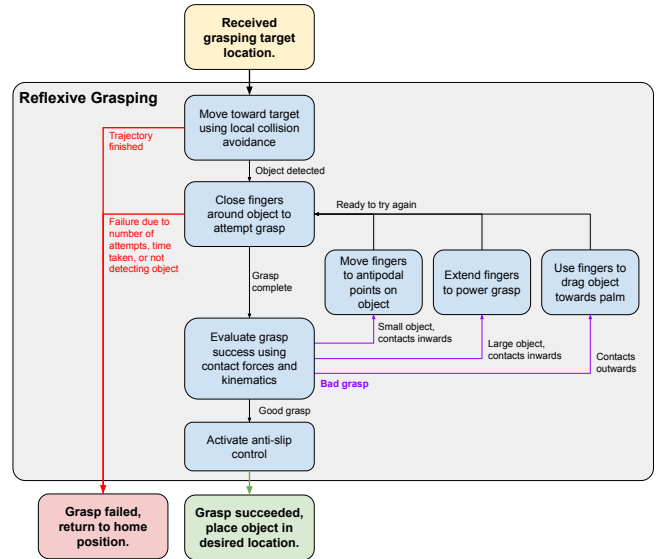 Received
grasping target
location.
Reflexive Grasping
Move toward target
using local collision
avoidance
Trajectory
finished
Object detected
Close fingers
around object to
attempt grasp
Ready to try again
Failure due to
number of
attempts, time
taken, or not
detecting object
Move fingers
to antipodal
points on
object
Extend fingers
to power grasp
Use fingers to
drag object
towards palm
Grasp
complete
Evaluate grasp
success using
contact forces and
kinematics
Small object,
contacts inwards
Large object,
contacts inwards
Contacts
outwards
Bad grasp
Good grasp
Activate anti-slip
control
Grasp failed,
return to home
position.
Grasp succeeded,
place object in
desired location.